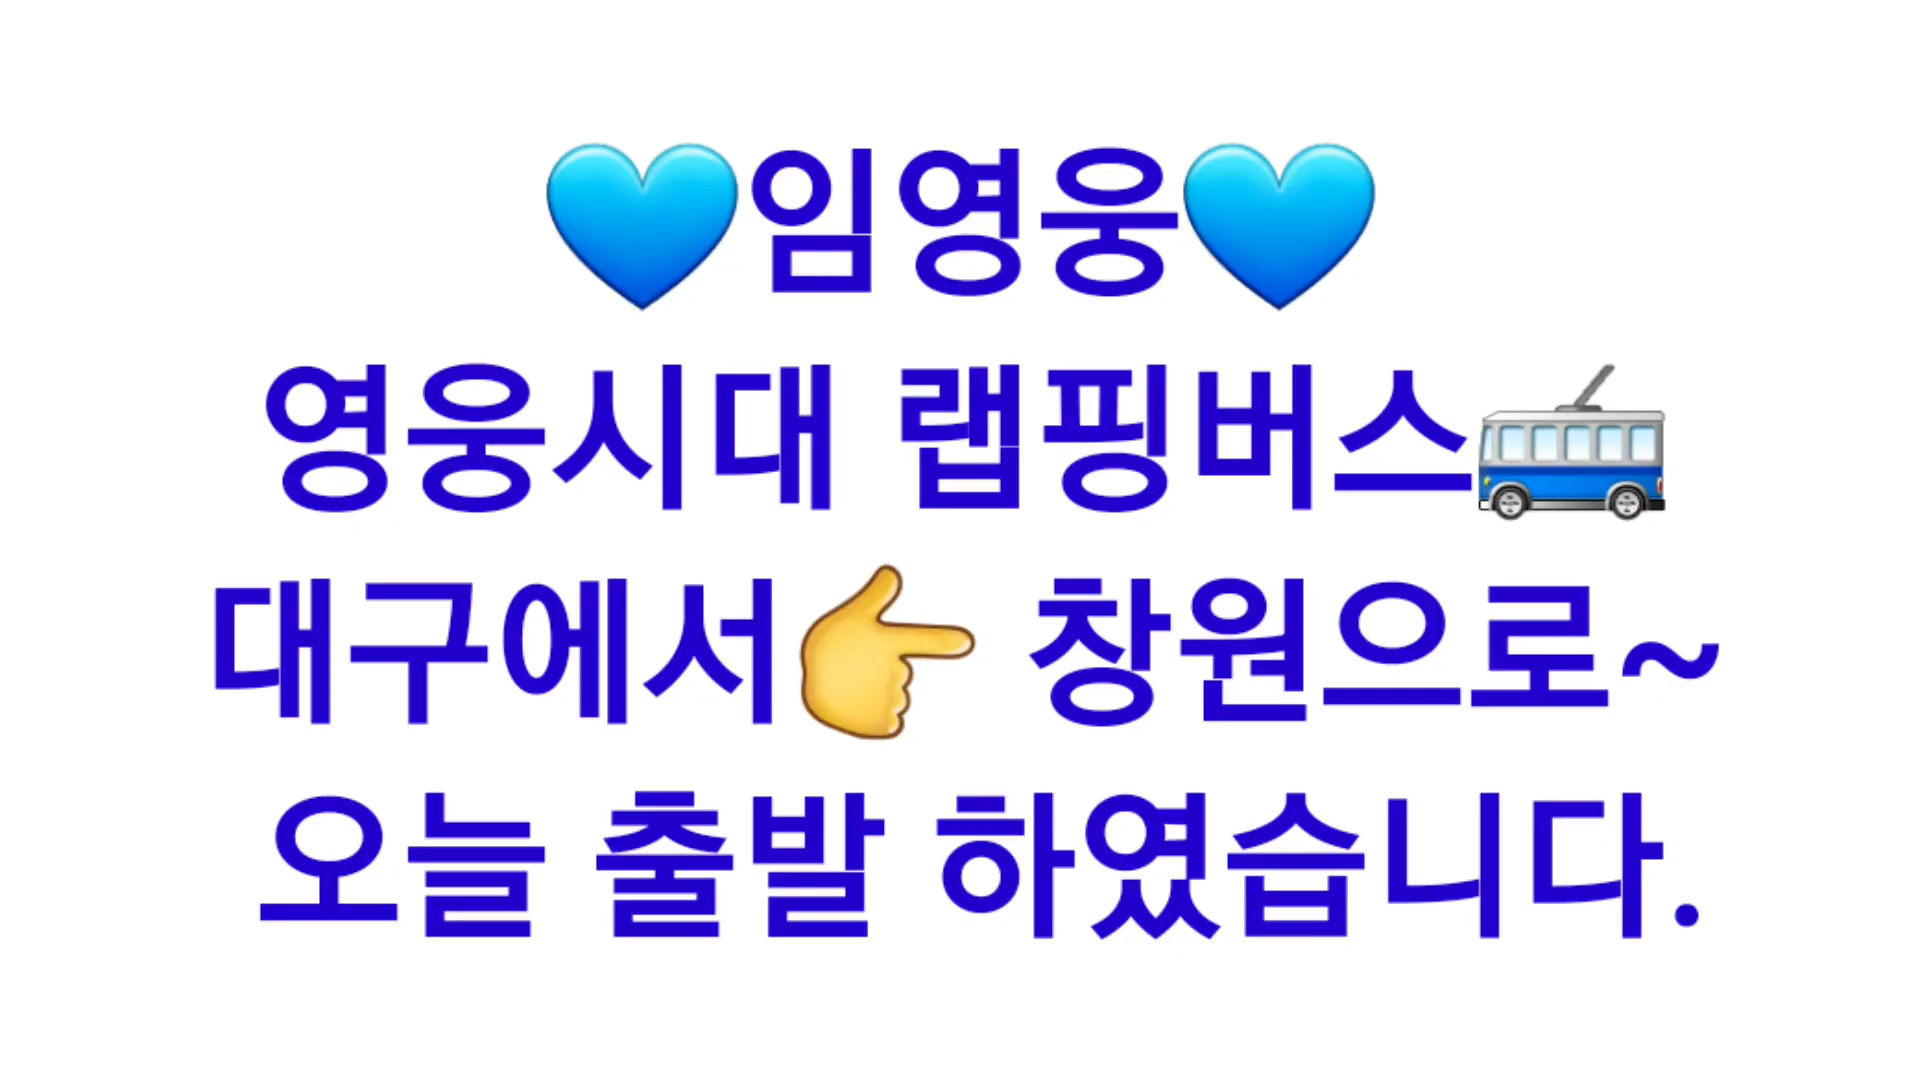 💙임영웅💙
영웅시대 랩핑버스🚎
대구에서👉 창원으로~
오늘 출발 하였습니다.